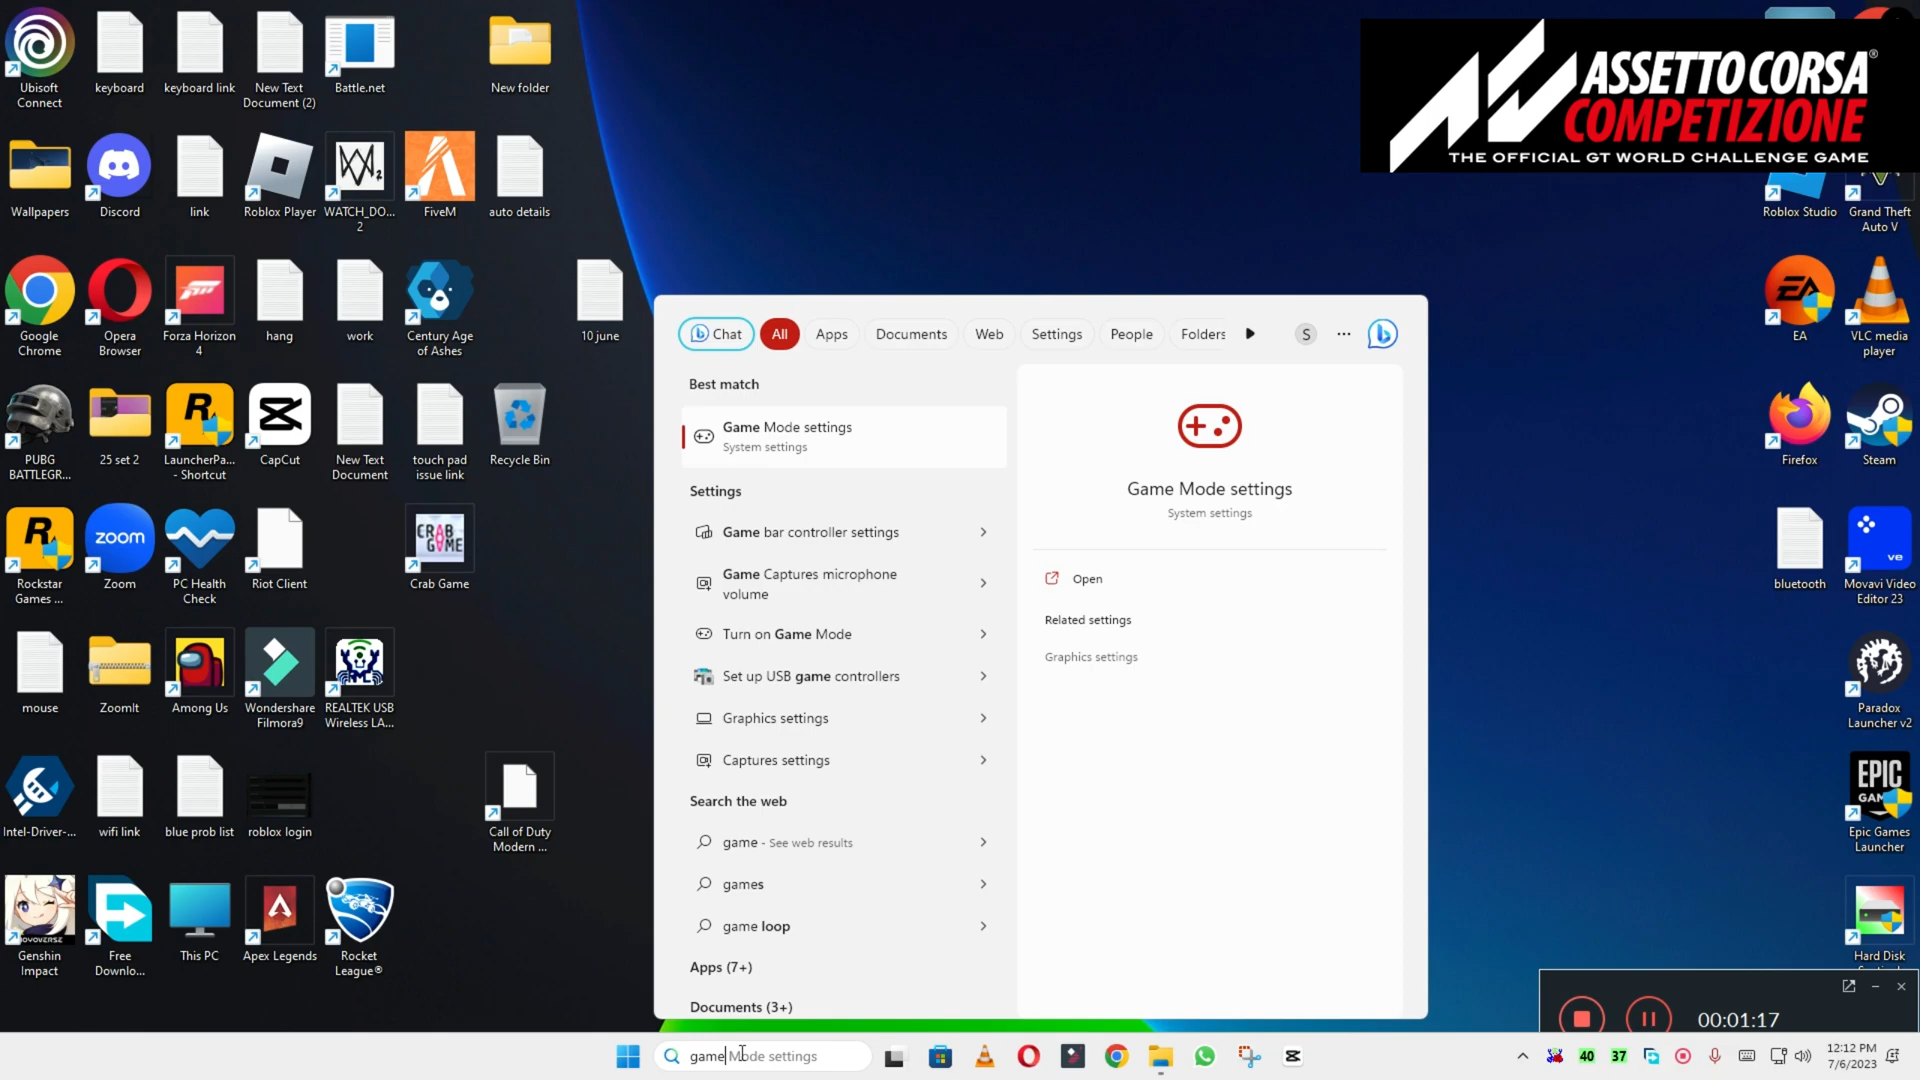 Ubisoft
Connect
keyboard
keyboard link
New Text
Document (2)
Battle.net
New folder
ASSETTO CORSA®
COMPETIZIONE
THE OFFICIAL GT WORLD CHALLENGE GAME
Wallpapers
Discord
link
Roblox Player
WATCH_DO...
2
FiveM
auto details
Roblox Studio
Grand Theft
Auto V
Google
Chrome
Opera
Browser
Forza Horizon
4
hang
work
Century Age
of Ashes
10 june
EA
VLC media
player
PUBG
BATTLEGR...
25 set 2
LauncherPa...
- Shortcut
CapCut
New Text
Document
touch pad
issue link
Recycle Bin
Firefox
Steam
CRAB
GAME
zoom
Rockstar
Games ...
Zoom
PC Health
Check
Riot Client
Crab Game
bluetooth
ve
Movavi Video
Editor 23
mouse
ZoomIt
Among Us
Wondershare
Filmora9
REALTEK USB
Wireless LA...
Paradox
Launcher v2
Intel-Driver-...
wifi link
blue prob list
roblox login
Call of Duty
Modern ...
EPIC
Epic Games
Launcher
Genshin
Impact
Free
Downlo...
This PC
Apex Legends
Rocket
League®
Hard Disk
Chat
All
Apps
Documents
Web
Settings
People
Folders
S
...
Best match
Game Mode settings
System settings
Settings
Game bar controller settings
Game Captures microphone
volume
Turn on Game Mode
Set up USB game controllers
Graphics settings
Captures settings
Search the web
game - See web results
games
game loop
Apps (7+)
Documents (3+)
Game Mode settings
System settings
Open
Related settings
Graphics settings
00:01:17
game Mode settings
40
37
12:12 PM
7/6/2023